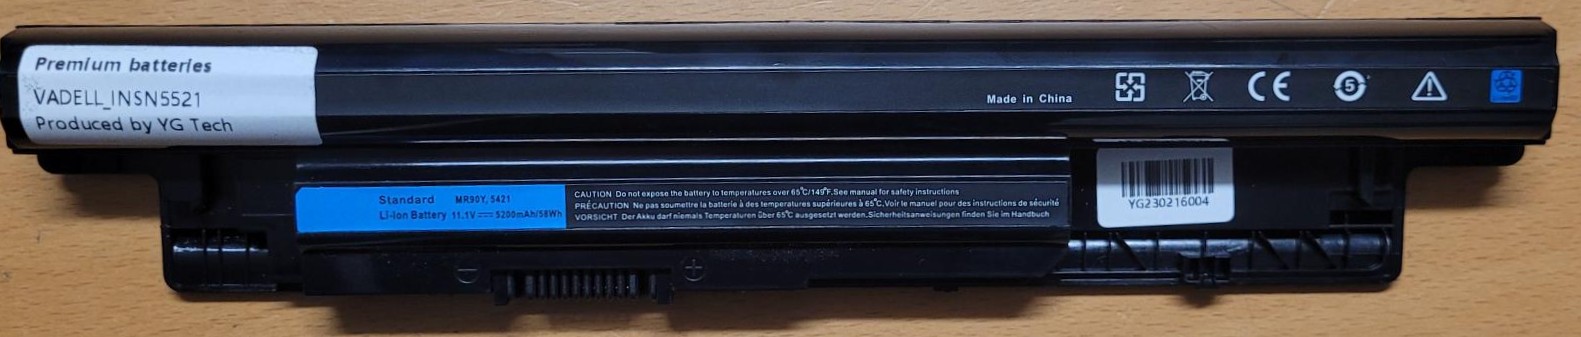 Premium batteries
VADELL_INSN5521
Produced by YG Tech
Made in China
CE
5
Standard MR90Y, 5421
Li-Ion Battery 11.1V⎓5200mAh/58Wh
CAUTION Do not expose the battery to temperatures over 65℃/149℉.See manual for safety instructions
PRÉCAUTION Ne pas soumettre la batterie à des températures supérieures à 65℃.Voir le manuel pour des instructions de sécurité
VORSICHT Der Akku darf niemals Temperaturen über 65℃ ausgesetzt werden.Sicherheitsanweisungen finden Sie im Handbuch
YG230216004